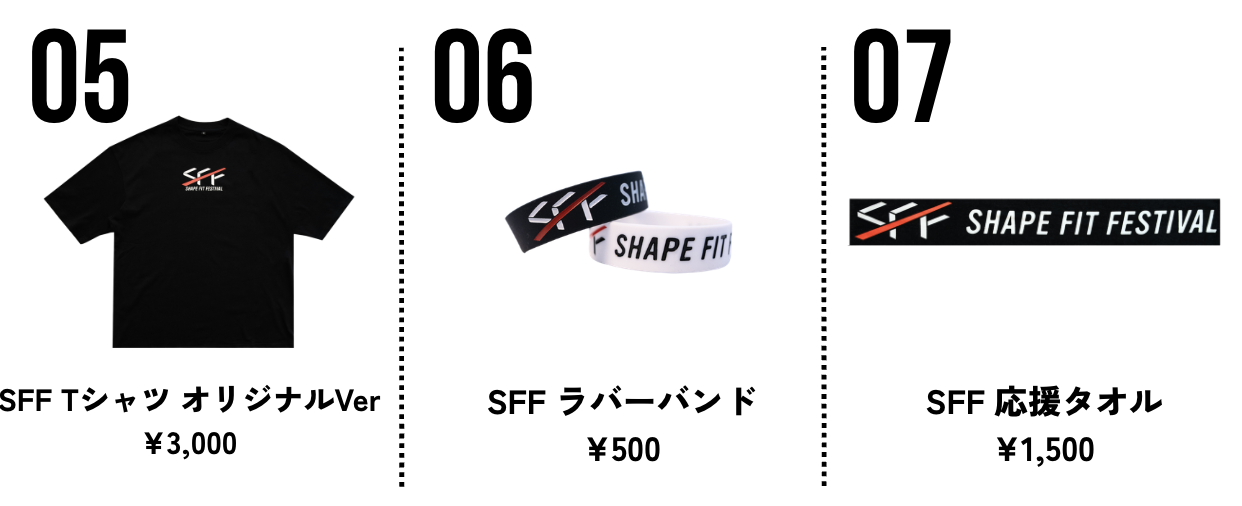 05
SFF
SHAPE FIT FESTIVAL
SFF Tシャツ オリジナルVer
¥3,000
06
SFF SHA
F SHAPE FIT F
SFF ラバーバンド
¥500
07
SFF SHAPE FIT FESTIVAL
SFF 応援タオル
¥1,500